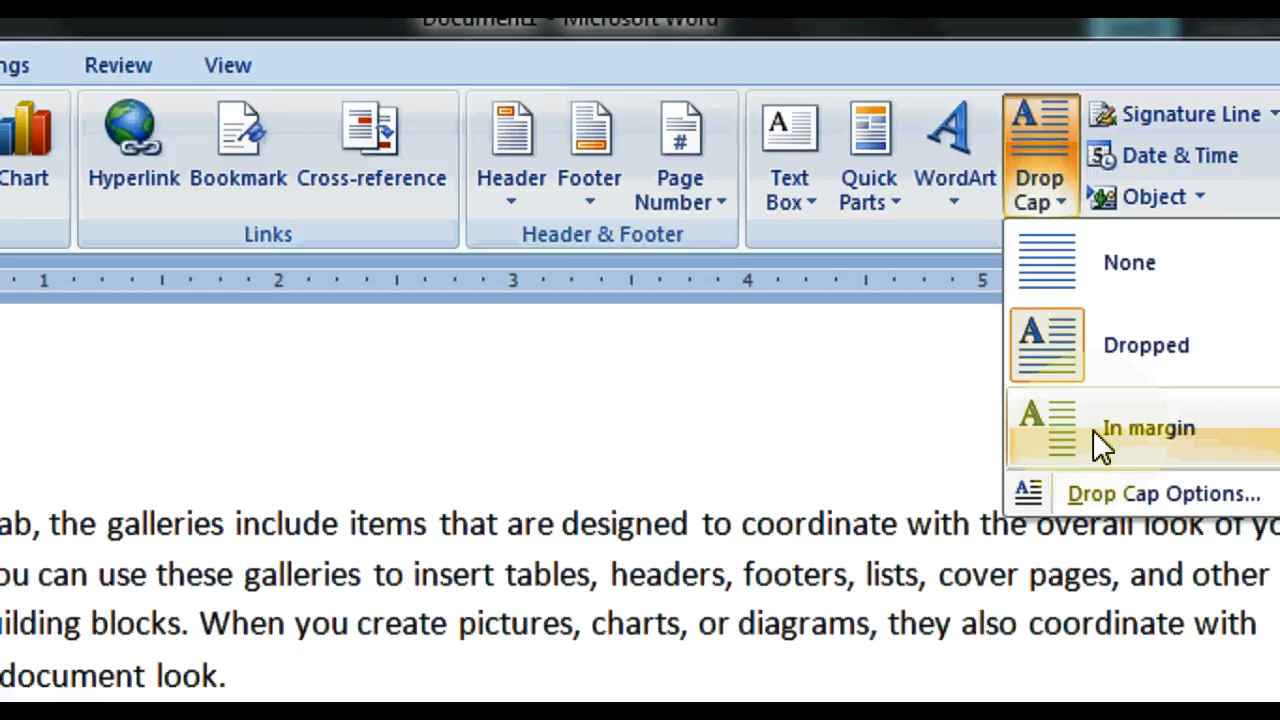 Document1 - Microsoft Word
ngs Review View
Chart Hyperlink Bookmark Cross-reference Header Footer Page Number Text Box Quick Parts WordArt Drop Cap Signature Line
Date & Time
Object
Links Header & Footer
1 2 3 4 5
None
Dropped
In margin
Drop Cap Options...
ab, the galleries include items that are designed to coordinate with the overall look of yo
ou can use these galleries to insert tables, headers, footers, lists, cover pages, and other
ilding blocks. When you create pictures, charts, or diagrams, they also coordinate with
document look.